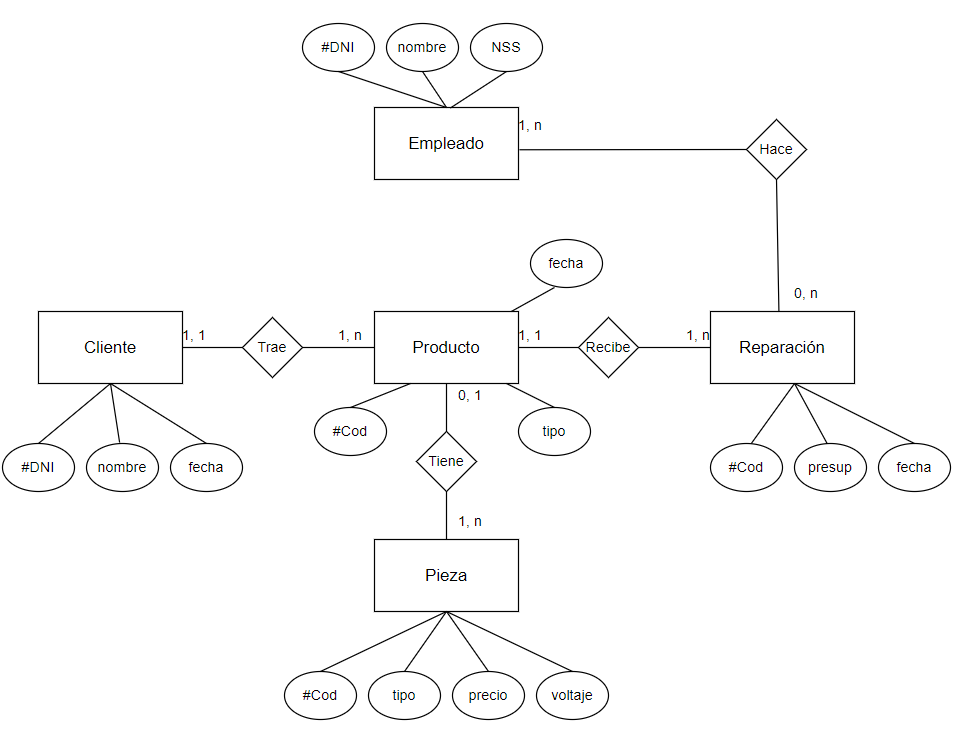 #DNI
nombre
NSS
Empleado
1, n
Hace
fecha
0, n
Cliente
1, 1
Trae
1, n
Producto
1, 1
Recibe
1, n
Reparación
0, 1
#DNI
nombre
fecha
#Cod
tipo
Tiene
#Cod
presup
fecha
1, n
Pieza
#Cod
tipo
precio
voltaje